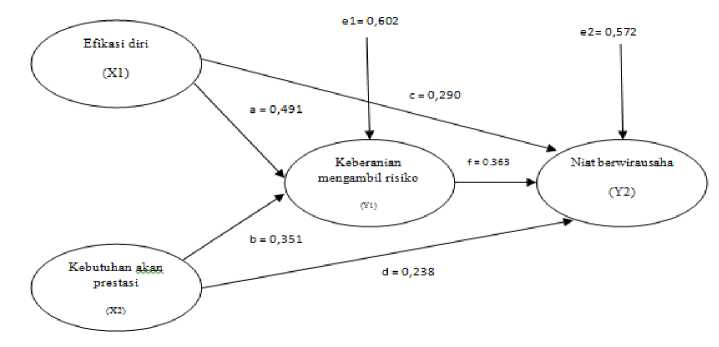 e1= 0,602
e2= 0,572
Efikasi diri
(X1)
c = 0,290
a = 0,491
Keberanian
mengambil risiko
(Y1)
f = 0.363
Niat berwirausaha
(Y2)
b = 0,351
Kebutuhan akan
prestasi
(X2)
d = 0,238